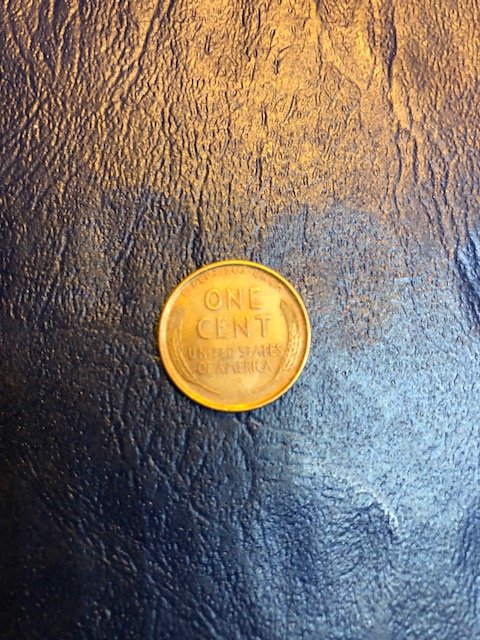 ONE
CENT
UNITED STATES
OF AMERICA